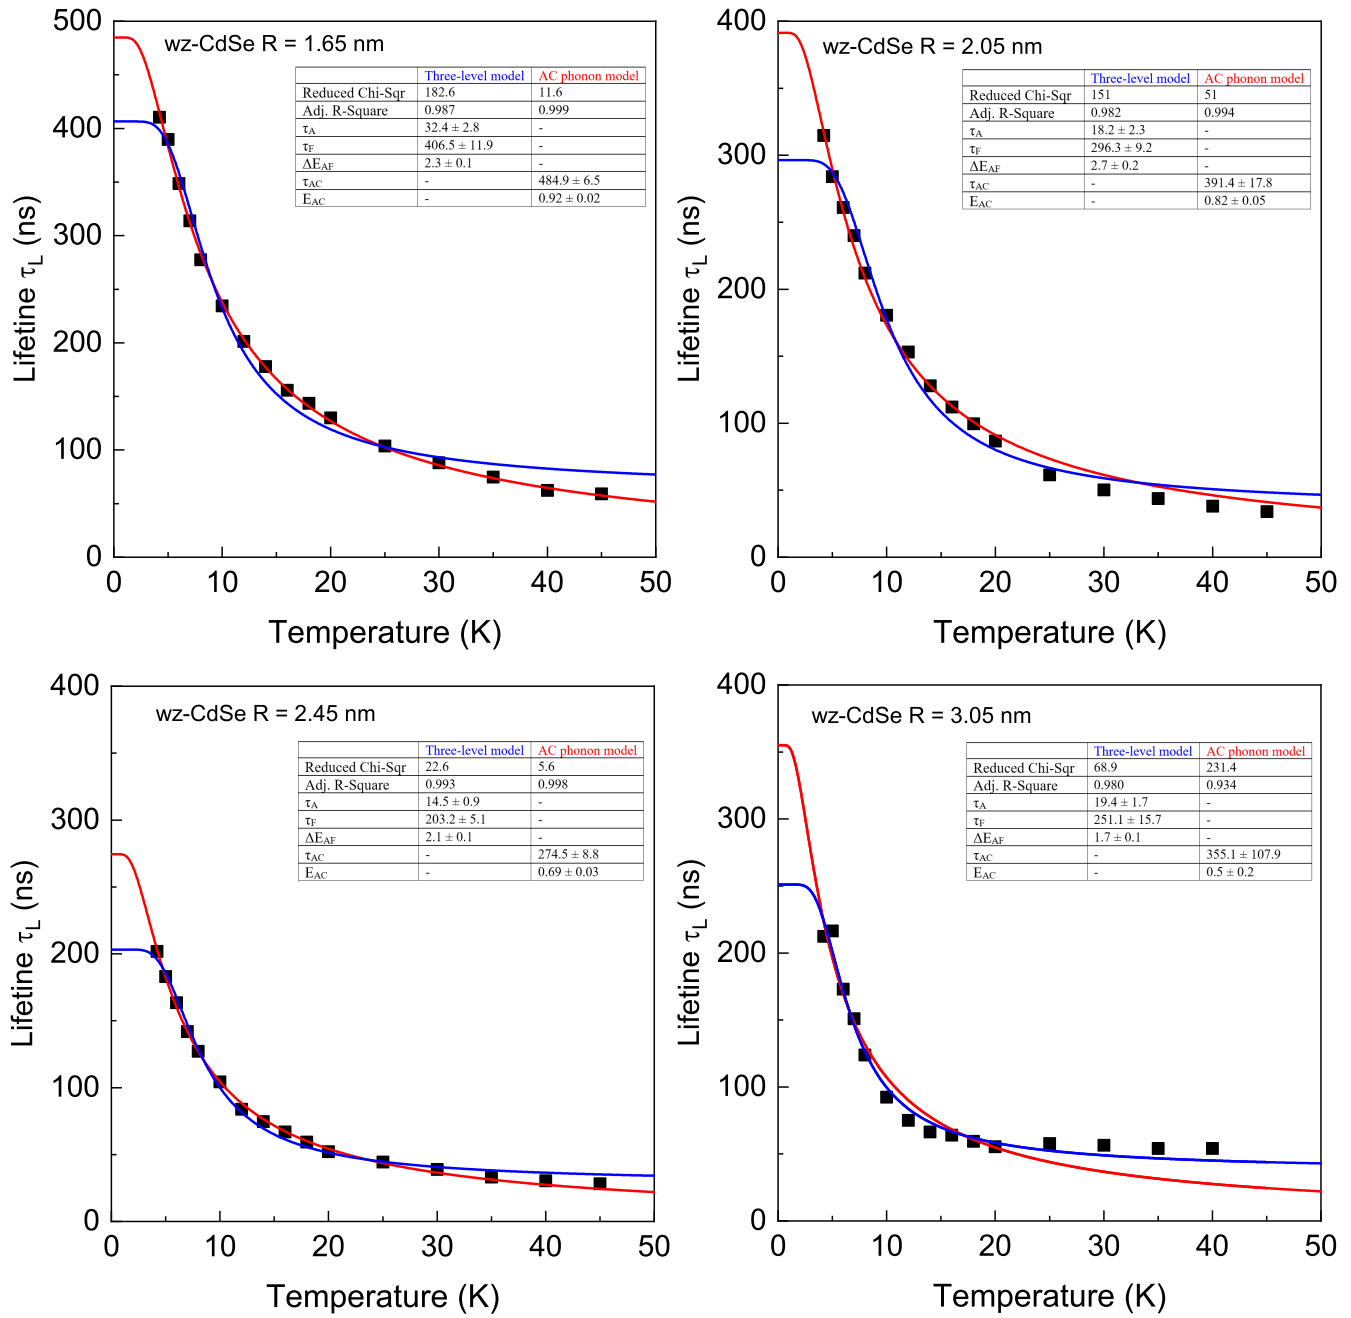 wz-CdSe R = 1.65 nm
Three-level model AC phonon model
Reduced Chi-Sqr 182.6 11.6
Adj. R-Square 0.987 0.999
τA 32.4 ± 2.8 -
τF 406.5 ± 11.9 -
ΔEAF 2.3 ± 0.1 -
τAC - 484.9 ± 6.5
EAC - 0.92 ± 0.02
500
400
300
200
100
0
Lifetine τL (ns)
0 10 20 30 40 50
Temperature (K)
wz-CdSe R = 2.05 nm
Three-level model AC phonon model
Reduced Chi-Sqr 151 51
Adj. R-Square 0.982 0.994
τA 18.2 ± 2.3 -
τF 296.3 ± 9.2 -
ΔEAF 2.7 ± 0.2 -
τAC - 391.4 ± 17.8
EAC - 0.82 ± 0.05
400
300
200
100
0
Lifetine τL (ns)
0 10 20 30 40 50
Temperature (K)
wz-CdSe R = 2.45 nm
Three-level model AC phonon model
Reduced Chi-Sqr 22.6 5.6
Adj. R-Square 0.993 0.998
τA 14.5 ± 0.9 -
τF 203.2 ± 5.1 -
ΔEAF 2.1 ± 0.1 -
τAC - 274.5 ± 8.8
EAC - 0.69 ± 0.03
400
300
200
100
0
Lifetine τL (ns)
0 10 20 30 40 50
Temperature (K)
wz-CdSe R = 3.05 nm
Three-level model AC phonon model
Reduced Chi-Sqr 68.9 231.4
Adj. R-Square 0.980 0.934
τA 19.4 ± 1.7 -
τF 251.1 ± 15.7 -
ΔEAF 1.7 ± 0.1 -
τAC - 355.1 ± 107.9
EAC - 0.5 ± 0.2
400
300
200
100
0
Lifetine τL (ns)
0 10 20 30 40 50
Temperature (K)